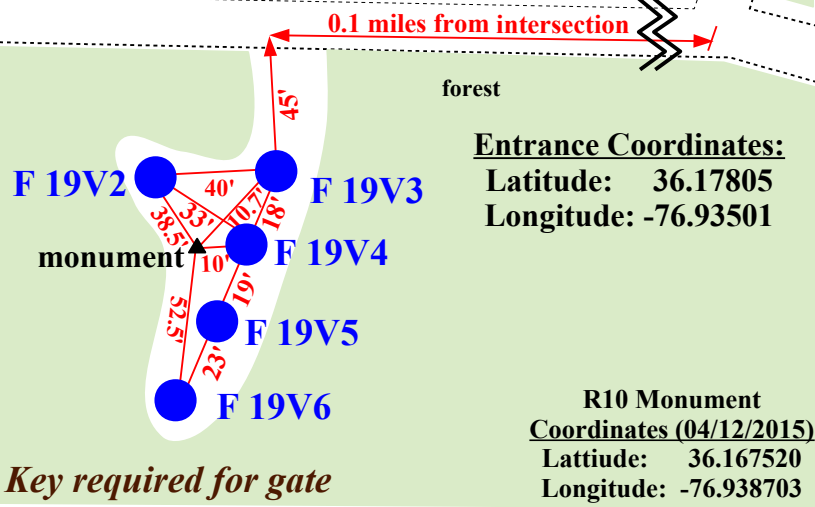 0.1 miles from intersection
45'
forest
Entrance Coordinates:
Latitude: 36.17805
Longitude: -76.93501
F 19V2
40'
F 19V3
38.5'
33'
10.7'
18'
monument
10'
F 19V4
52.5'
19'
F 19V5
23'
F 19V6
R10 Monument
Coordinates (04/12/2015)
Lattiude: 36.167520
Longitude: -76.938703
Key required for gate